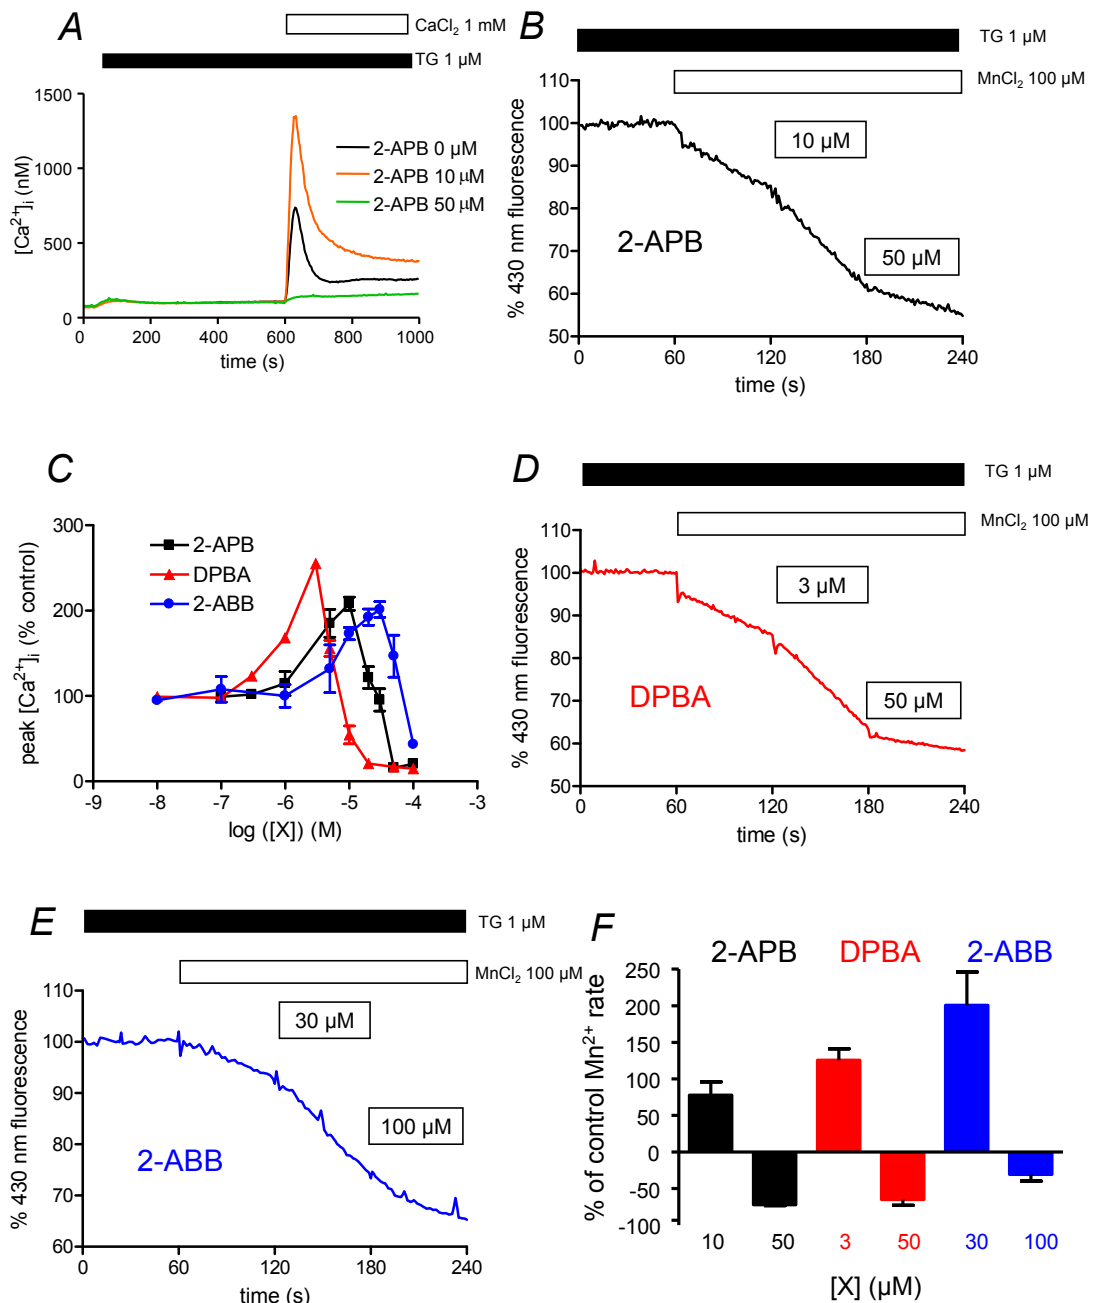 A
CaCl2 1 mM
TG 1 µM
1500
1000
500
0
[Ca2+]i (nM)
2-APB 0 µM
2-APB 10 µM
2-APB 50 µM
0 200 400 600 800 1000
time (s)
B
TG 1 µM
MnCl2 100 µM
110
100
90
80
70
60
50
% 430 nm fluorescence
10 µM
2-APB
50 µM
0 60 120 180 240
time (s)
C
300
200
100
0
peak [Ca2+]i (% control)
2-APB
DPBA
2-ABB
-9 -8 -7 -6 -5 -4 -3
log ([X]) (M)
D
TG 1 µM
MnCl2 100 µM
110
100
90
80
70
60
50
% 430 nm fluorescence
3 µM
DPBA
50 µM
0 60 120 180 240
time (s)
E
TG 1 µM
MnCl2 100 µM
110
100
90
80
70
60
% 430 nm fluorescence
30 µM
100 µM
2-ABB
0 60 120 180 240
time (s)
F
2-APB DPBA 2-ABB
250
200
150
100
50
0
-50
-100
% of control Mn2+ rate
10 50 3 50 30 100
[X] (µM)